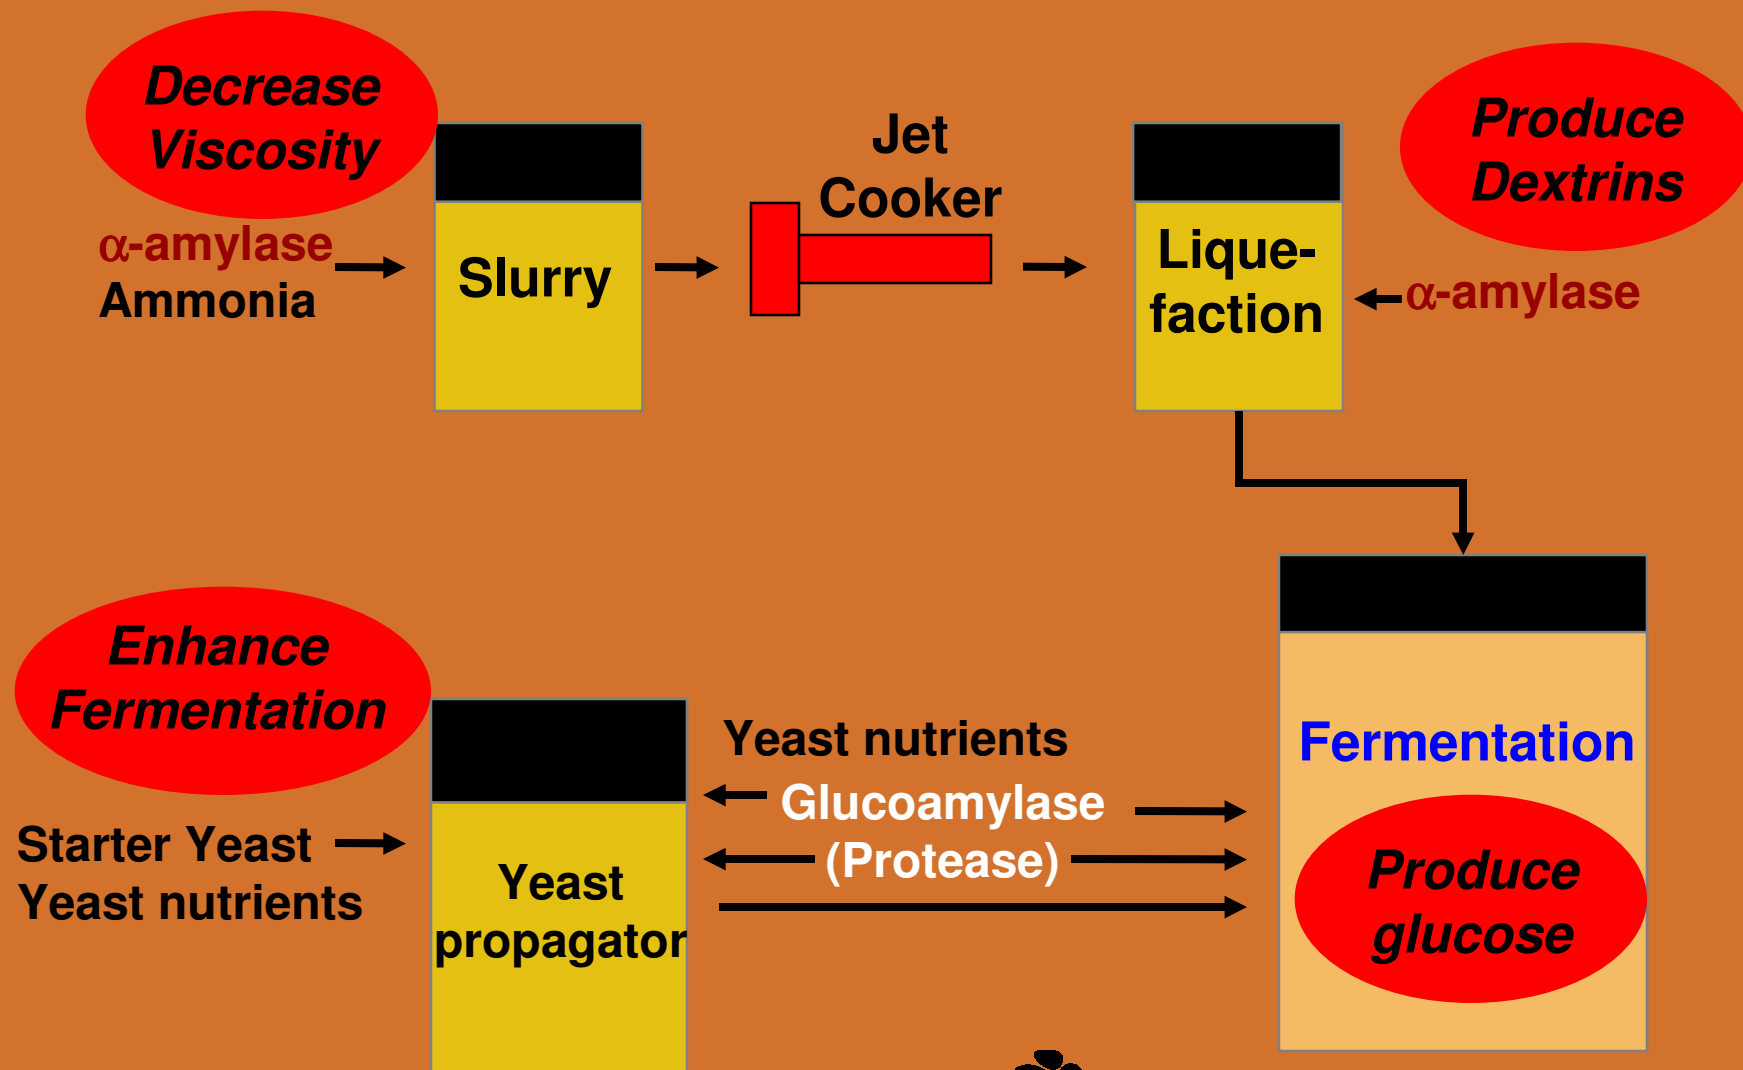 Decrease
Viscosity
α-amylase
Ammonia
Slurry
Jet
Cooker
Lique-
faction
Produce
Dextrins
α-amylase
Enhance
Fermentation
Starter Yeast
Yeast nutrients
Yeast
propagator
Yeast nutrients
Glucoamylase
(Protease)
Fermentation
Produce
glucose